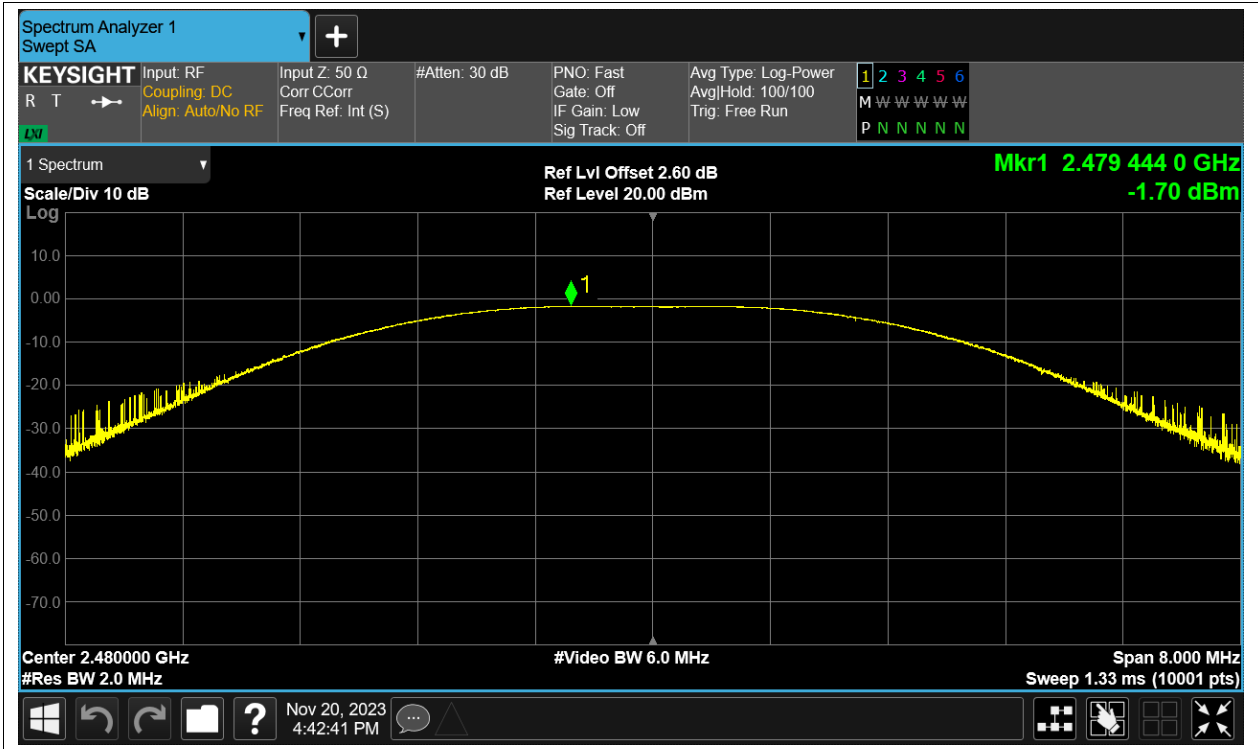 Spectrum Analyzer 1
Swept SA
+
KEYSIGHT
R T
LXI
Input: RF
Coupling: DC
Align: Auto/No RF
Input Z: 50 Ω
Corr CCorr
Freq Ref: Int (S)
#Atten: 30 dB
PNO: Fast
Gate: Off
IF Gain: Low
Sig Track: Off
Avg Type: Log-Power
Avg|Hold: 100/100
Trig: Free Run
1 2 3 4 5 6
M W W W W W W
P N N N N N
1 Spectrum
Scale/Div 10 dB
Log
Ref Lvl Offset 2.60 dB
Ref Level 20.00 dBm
Mkr1 2.479 444 0 GHz
-1.70 dBm
10.0
0.00
-10.0
-20.0
-30.0
-40.0
-50.0
-60.0
-70.0
1
Center 2.480000 GHz
#Res BW 2.0 MHz
#Video BW 6.0 MHz
Span 8.000 MHz
Sweep 1.33 ms (10001 pts)
?
Nov 20, 2023
4:42:41 PM